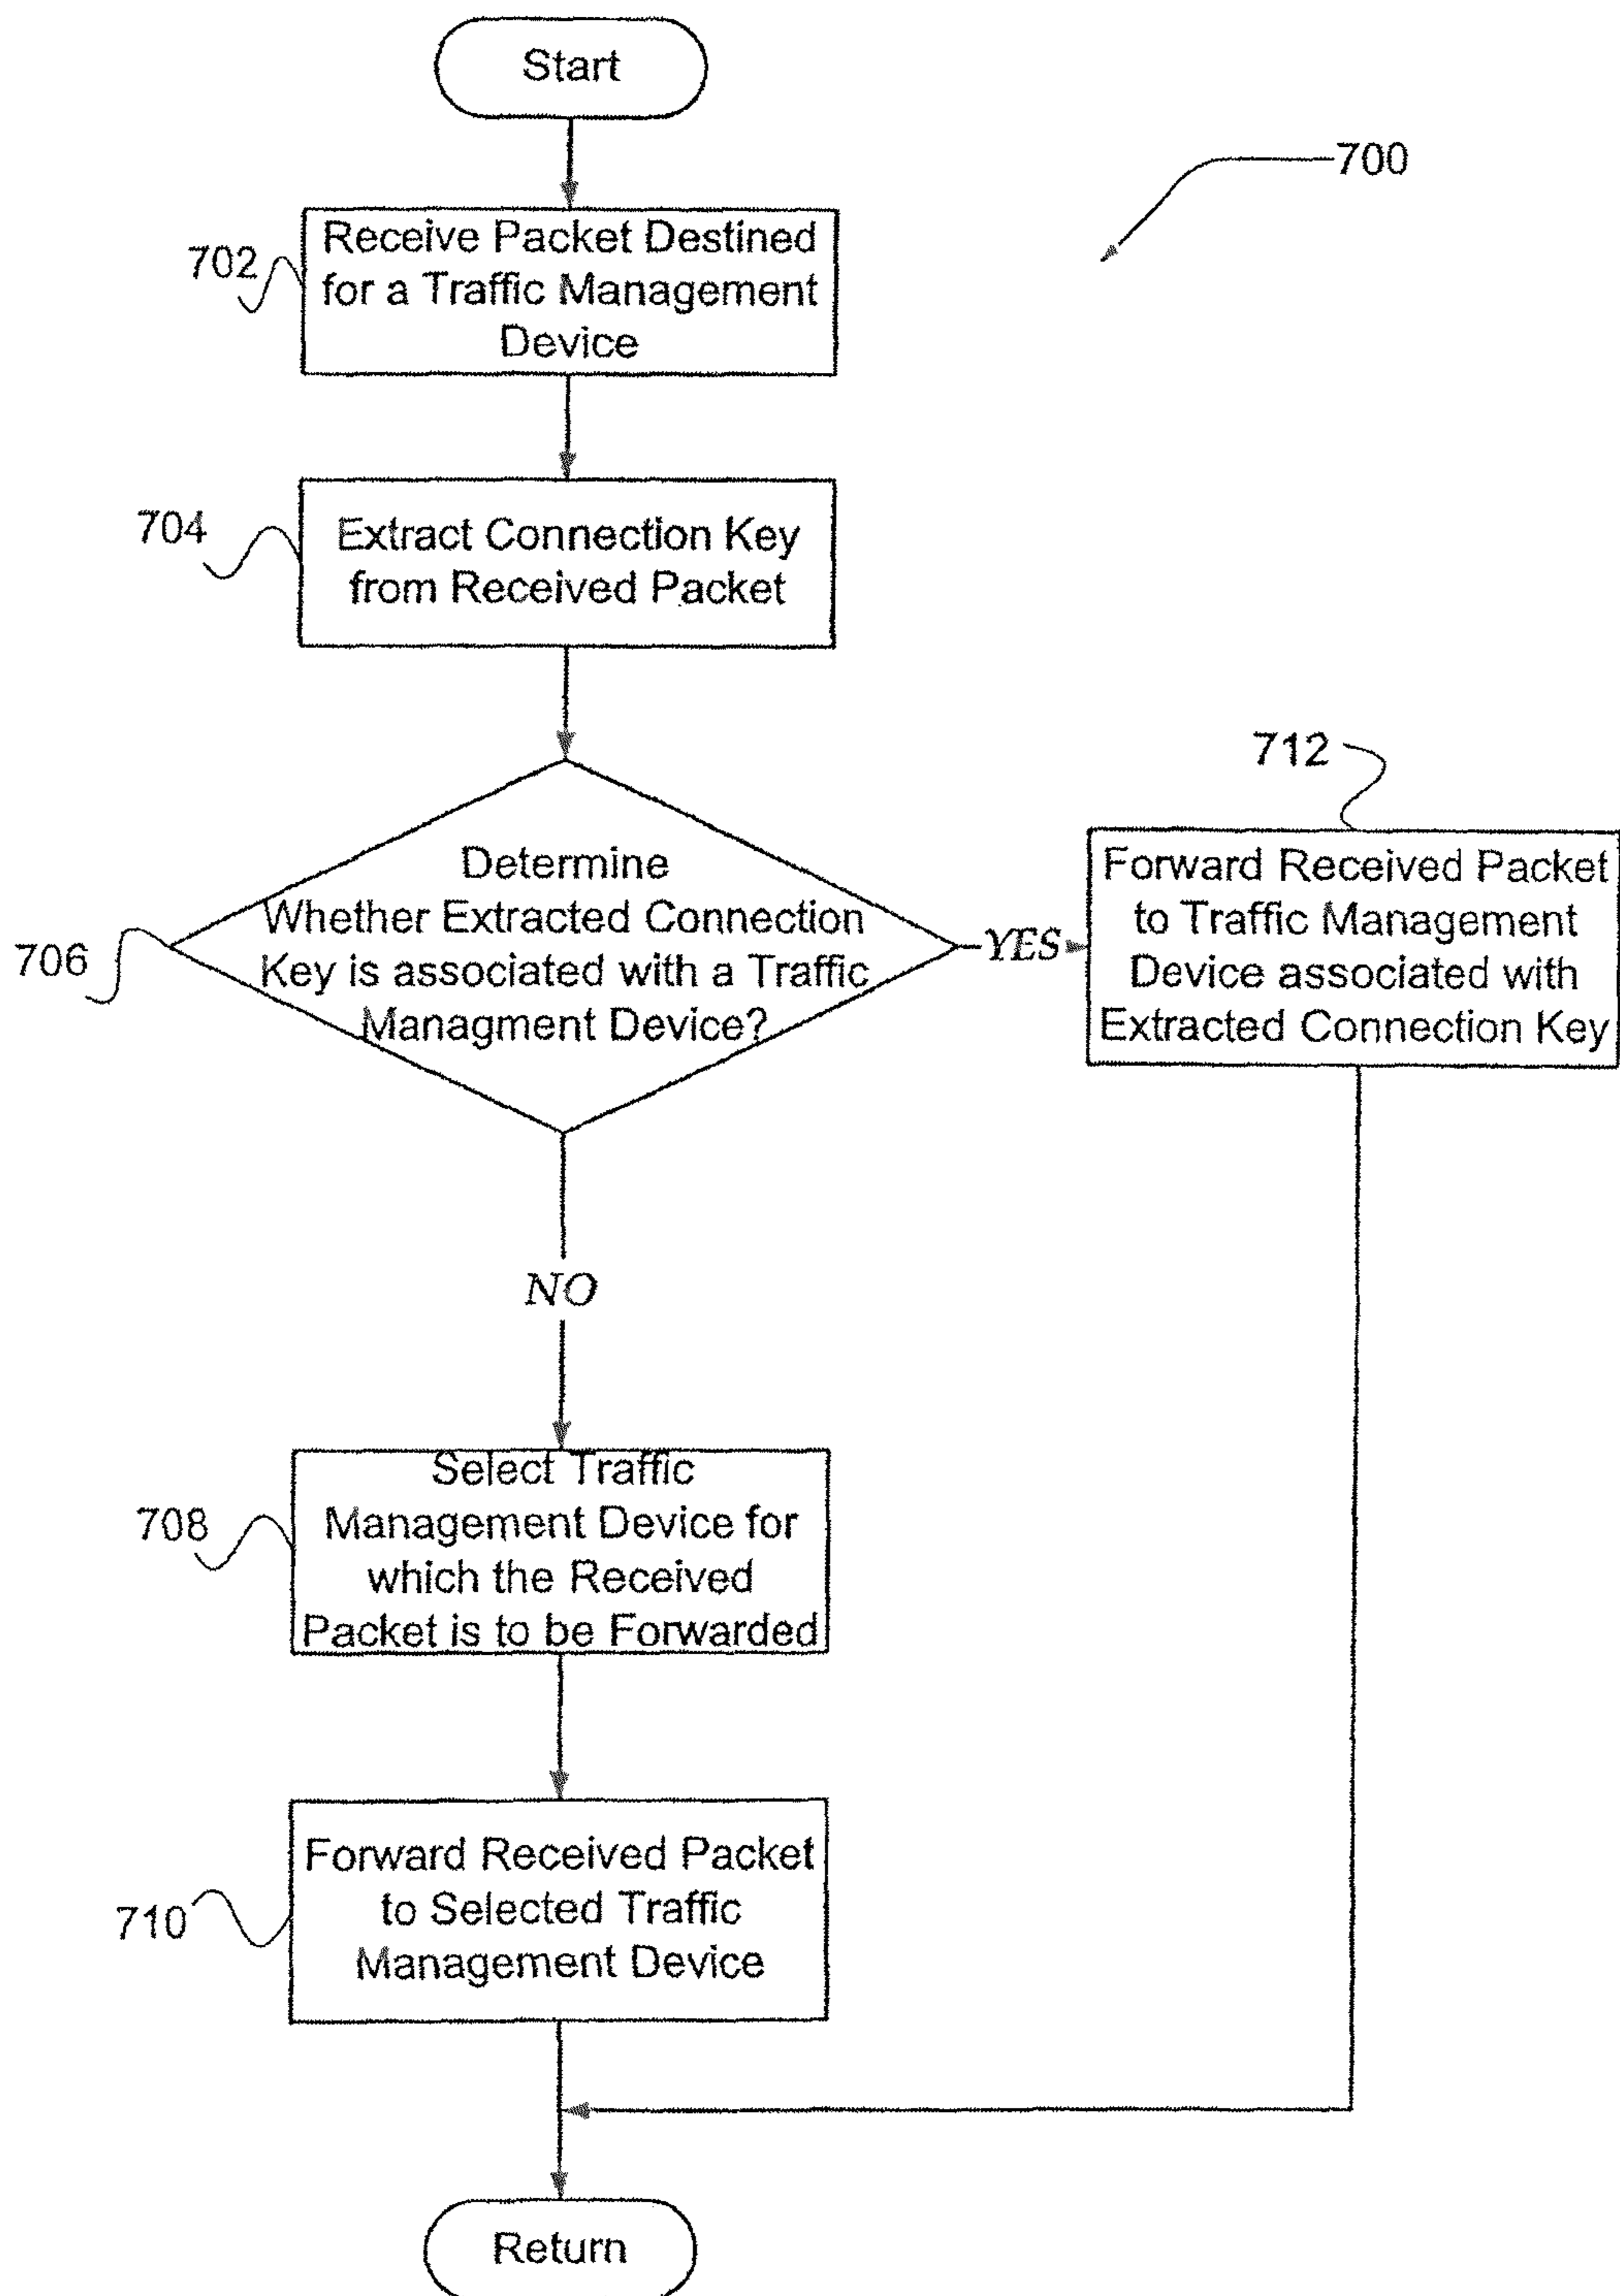 Start
700
702
Receive Packet Destined
for a Traffic Management
Device
704
Extract Connection Key
from Received Packet
706
Determine
Whether Extracted Connection
Key is associated with a Traffic
Managment Device?
YES
712
Forward Received Packet
to Traffic Management
Device associated with
Extracted Connection Key
NO
708
Select Traffic
Management Device for
which the Received
Packet is to be Forwarded
710
Forward Received Packet
to Selected Traffic
Management Device
Return